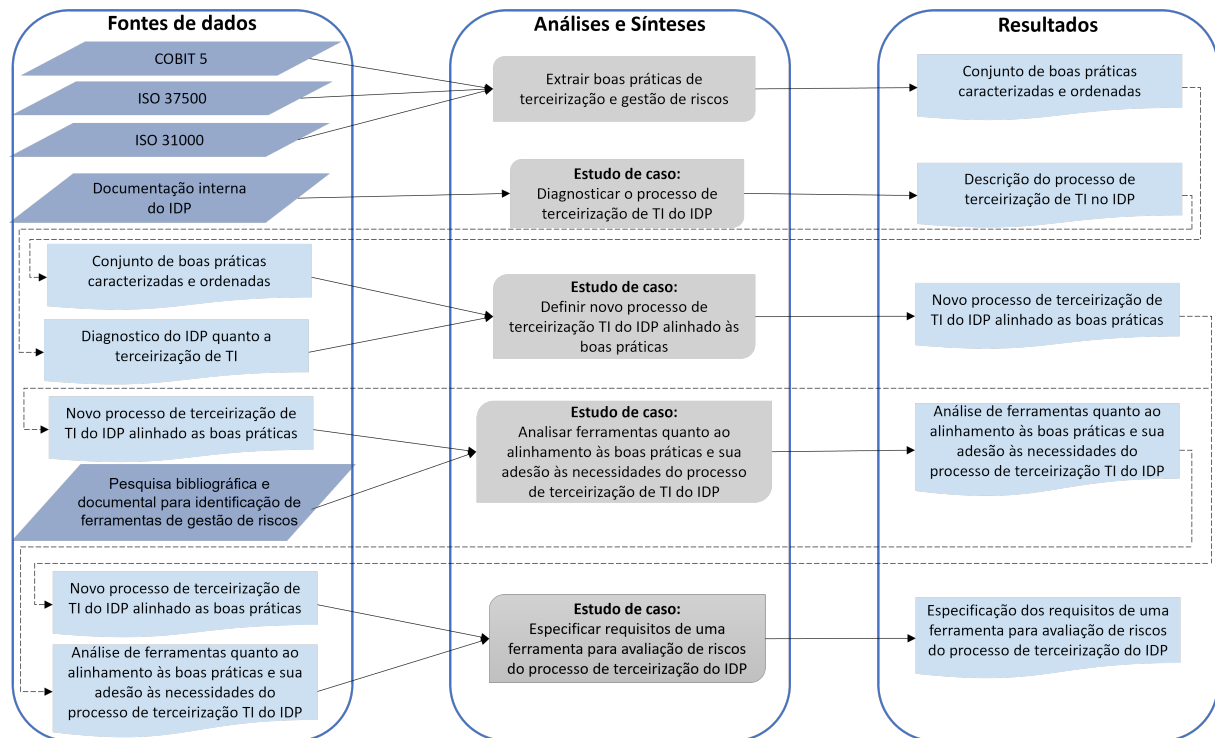 Fontes de dados
Análises e Sínteses
Resultados
COBIT 5
ISO 37500
ISO 31000
Extrair boas práticas de
terceirização e gestão de riscos
Conjunto de boas práticas
caracterizadas e ordenadas
Documentação interna
do IDP
Estudo de caso:
Diagnosticar o processo de
terceirização de TI do IDP
Descrição do processo de
terceirização de TI no IDP
Conjunto de boas práticas
caracterizadas e ordenadas
Diagnostico do IDP quanto a
terceirização de TI
Estudo de caso:
Definir novo processo de
terceirização TI do IDP alinhado às
boas práticas
Novo processo de terceirização de
TI do IDP alinhado as boas práticas
Novo processo de terceirização de
TI do IDP alinhado as boas práticas
Pesquisa bibliográfica e
documental para identificação de
ferramentas de gestão de riscos
Estudo de caso:
Analisar ferramentas quanto ao
alinhamento às boas práticas e sua
adesão às necessidades do processo
de terceirização de TI do IDP
Análise de ferramentas quanto ao
alinhamento às boas práticas e sua
adesão às necessidades do
processo de terceirização TI do IDP
Novo processo de terceirização de
TI do IDP alinhado as boas práticas
Análise de ferramentas quanto ao
alinhamento às boas práticas e sua
adesão às necessidades do
processo de terceirização TI do IDP
Estudo de caso:
Especificar requisitos de uma
ferramenta para avaliação de riscos
do processo de terceirização do IDP
Especificação dos requisitos de uma
ferramenta para avaliação de riscos
do processo de terceirização do IDP